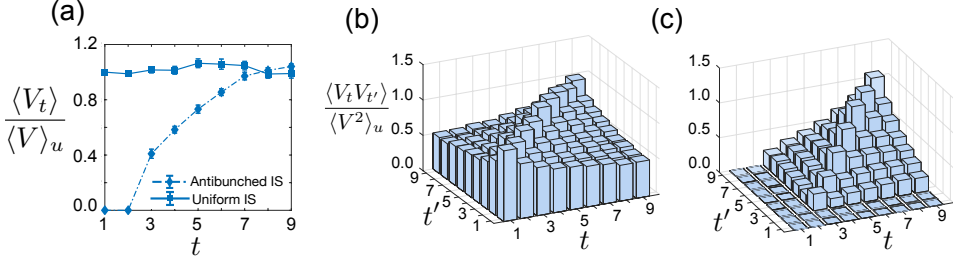 (a)
⟨V_t⟩
⟨V⟩_u
1.2
0.8
0.4
0.0
1 3 5 7 9
t
Antibunched IS
Uniform IS
(b)
⟨V_t V_t′⟩
⟨V²⟩_u
1.5
1.0
0.5
0.0
9 7 5 3 1
t′
1 3 5 7 9
t
(c)
1.5
1.0
0.5
0.0
9 7 5 3 1
t′
1 3 5 7 9
t